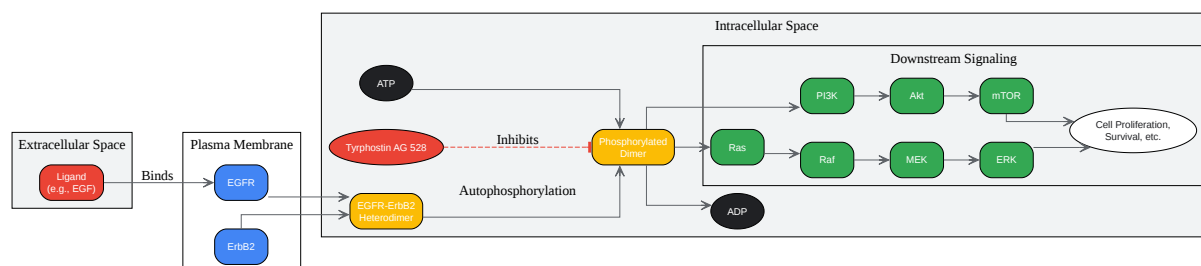 Intracellular Space
Downstream Signaling
ATP
PI3K
Akt
mTOR
Cell Proliferation,
Survival, etc.
Extracellular Space
Plasma Membrane
Tyrphostin AG 528
Inhibits
Phosphorylated
Dimer
Ras
Raf
MEK
ERK
Ligand
(e.g., EGF)
Binds
EGFR
Autophosphorylation
EGFR-ErbB2
Heterodimer
ADP
ErbB2